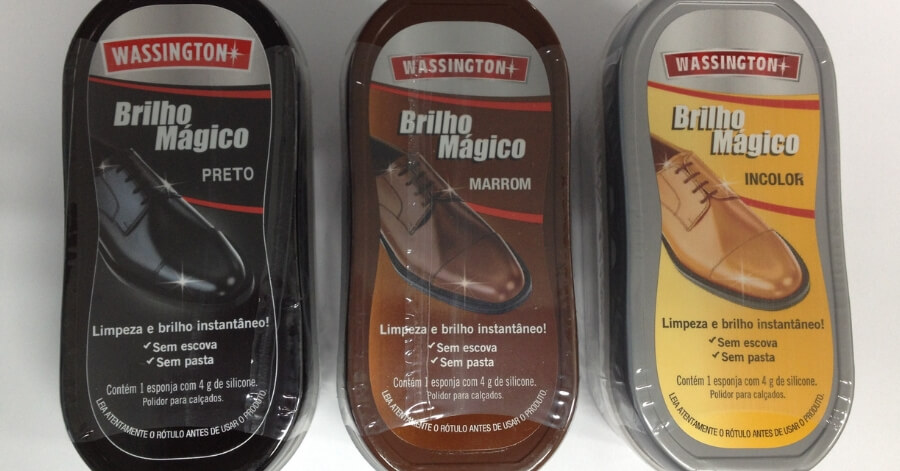 WASSINGTON
Brilho
Mágico
PRETO
Limpeza e brilho instantâneo!
Sem escova
Sem pasta
Contém 1 esponja com 4 g de silicone.
Polidor para calçados.
LEIA ATENTAMENTE O RÓTULO ANTES DE USAR O PRODUTO.
WASSINGTON
Brilho
Mágico
MARROM
Limpeza e brilho instantâneo!
Sem escova
Sem pasta
Contém 1 esponja com 4 g de silicone.
Polidor para calçados.
LEIA ATENTAMENTE O RÓTULO ANTES DE USAR O PRODUTO.
WASSINGTON
Brilho
Mágico
INCOLOR
Limpeza e brilho instantâneo!
Sem escova
Sem pasta
Contém 1 esponja com 4 g de silicone.
Polidor para calçados.
LEIA ATENTAMENTE O RÓTULO ANTES DE USAR O PRODUTO.